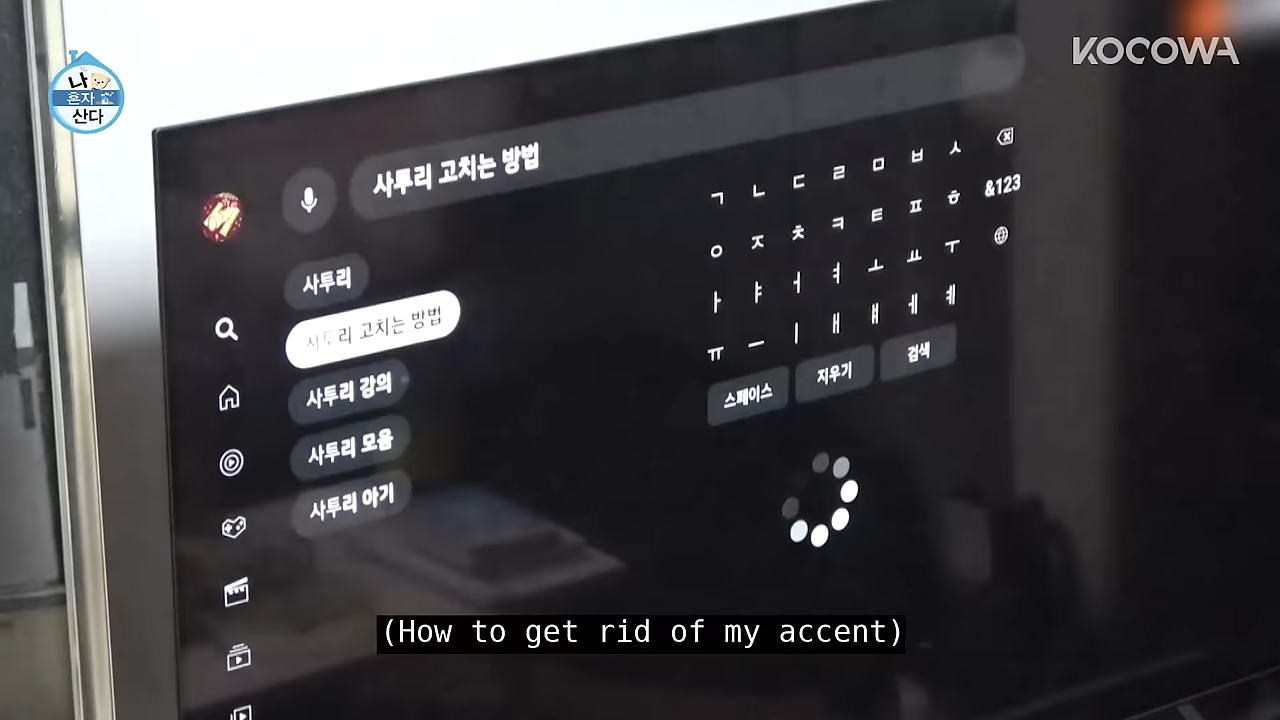 나
혼자
산다
KOCOWA
사투리 고치는 방법
사투리
사투리 고치는 방법
사투리 강의
사투리 모음
사투리 아기
ㄱ ㄴ ㄷ ㄹ ㅁ ㅂ ㅅ
ㅇ ㅈ ㅊ ㅋ ㅌ ㅍ ㅎ &123
ㅏ ㅑ ㅓ ㅕ ㅗ ㅛ ㅜ
ㅠ ㅡ ㅣ ㅐ ㅒ ㅔ ㅖ
스페이스 지우기 검색
(How to get rid of my accent)